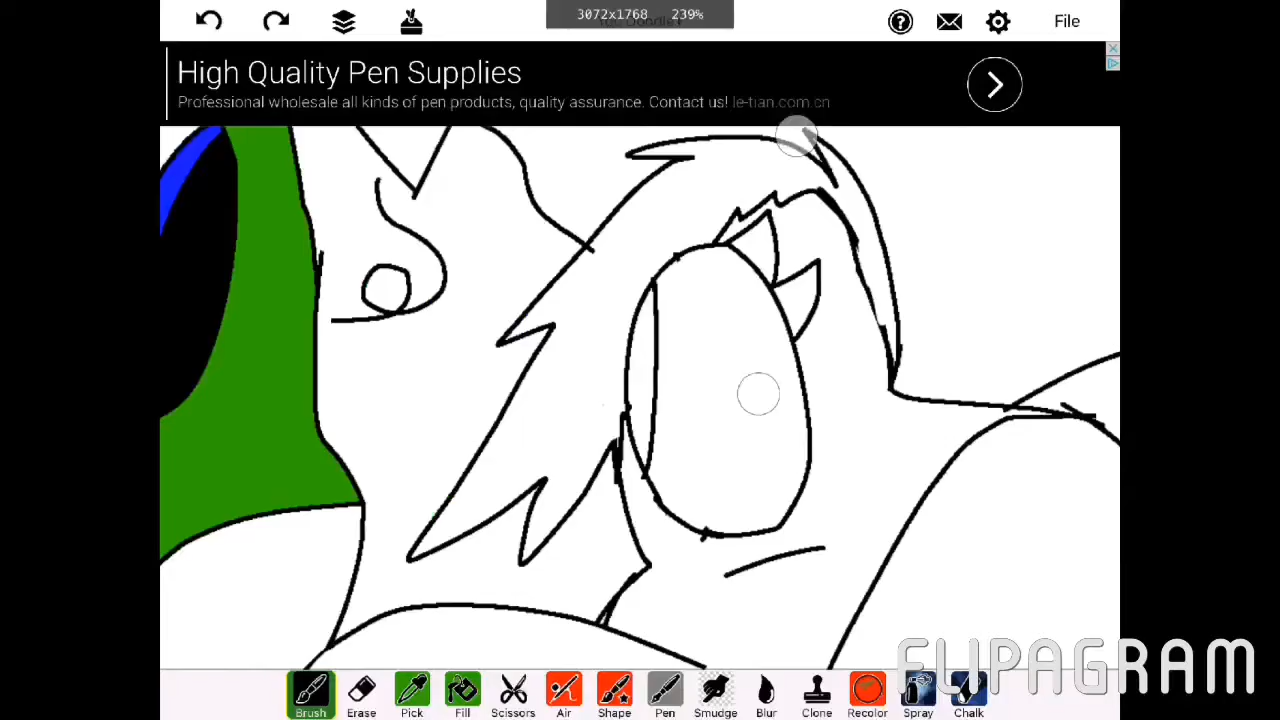 3072x1768 239%
File
High Quality Pen Supplies
Professional wholesale all kinds of pen products, quality assurance. Contact us! le-tian.com.cn
FLIPAGRAM
Brush Erase Pick Fill Scissors Air Shape Pen Smudge Blur Clone Recolor Spray Chalk